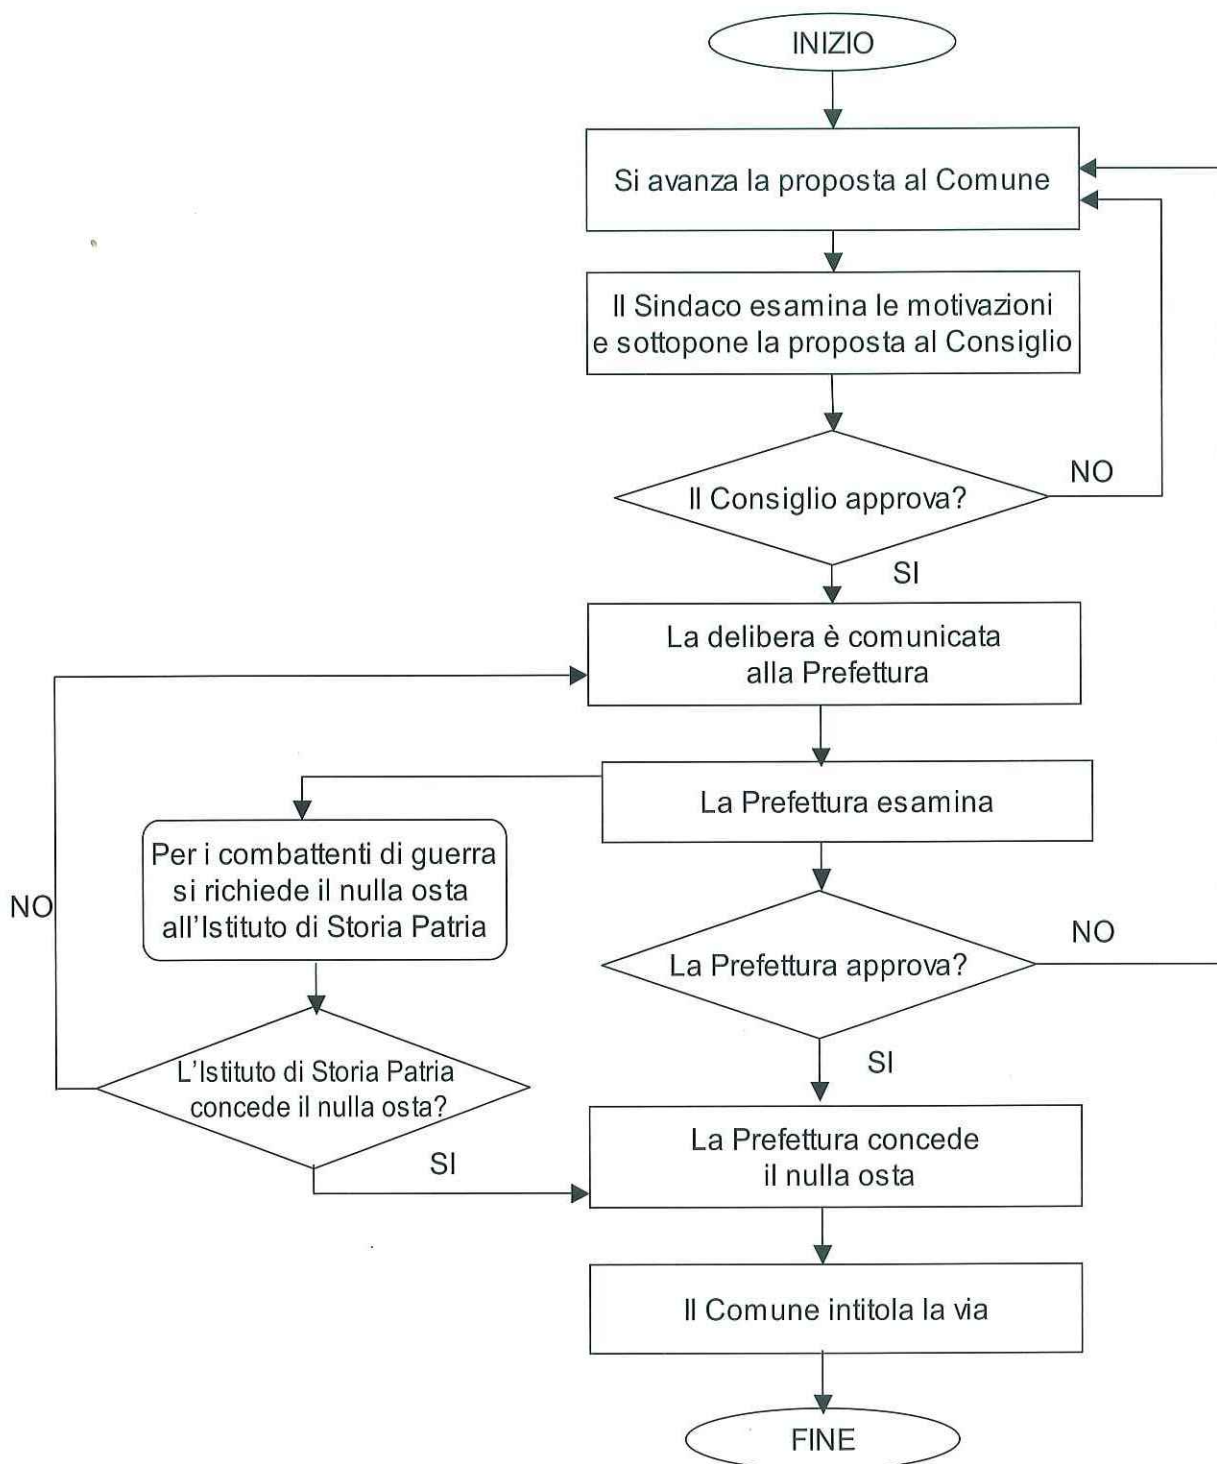 INIZIO
Si avanza la proposta al Comune
Il Sindaco esamina le motivazioni
e sottopone la proposta al Consiglio
Il Consiglio approva?
NO
SI
La delibera è comunicata
alla Prefettura
La Prefettura esamina
Per i combattenti di guerra
si richiede il nulla osta
all'Istituto di Storia Patria
NO
La Prefettura approva?
NO
L'Istituto di Storia Patria
concede il nulla osta?
SI
SI
La Prefettura concede
il nulla osta
Il Comune intitola la via
FINE